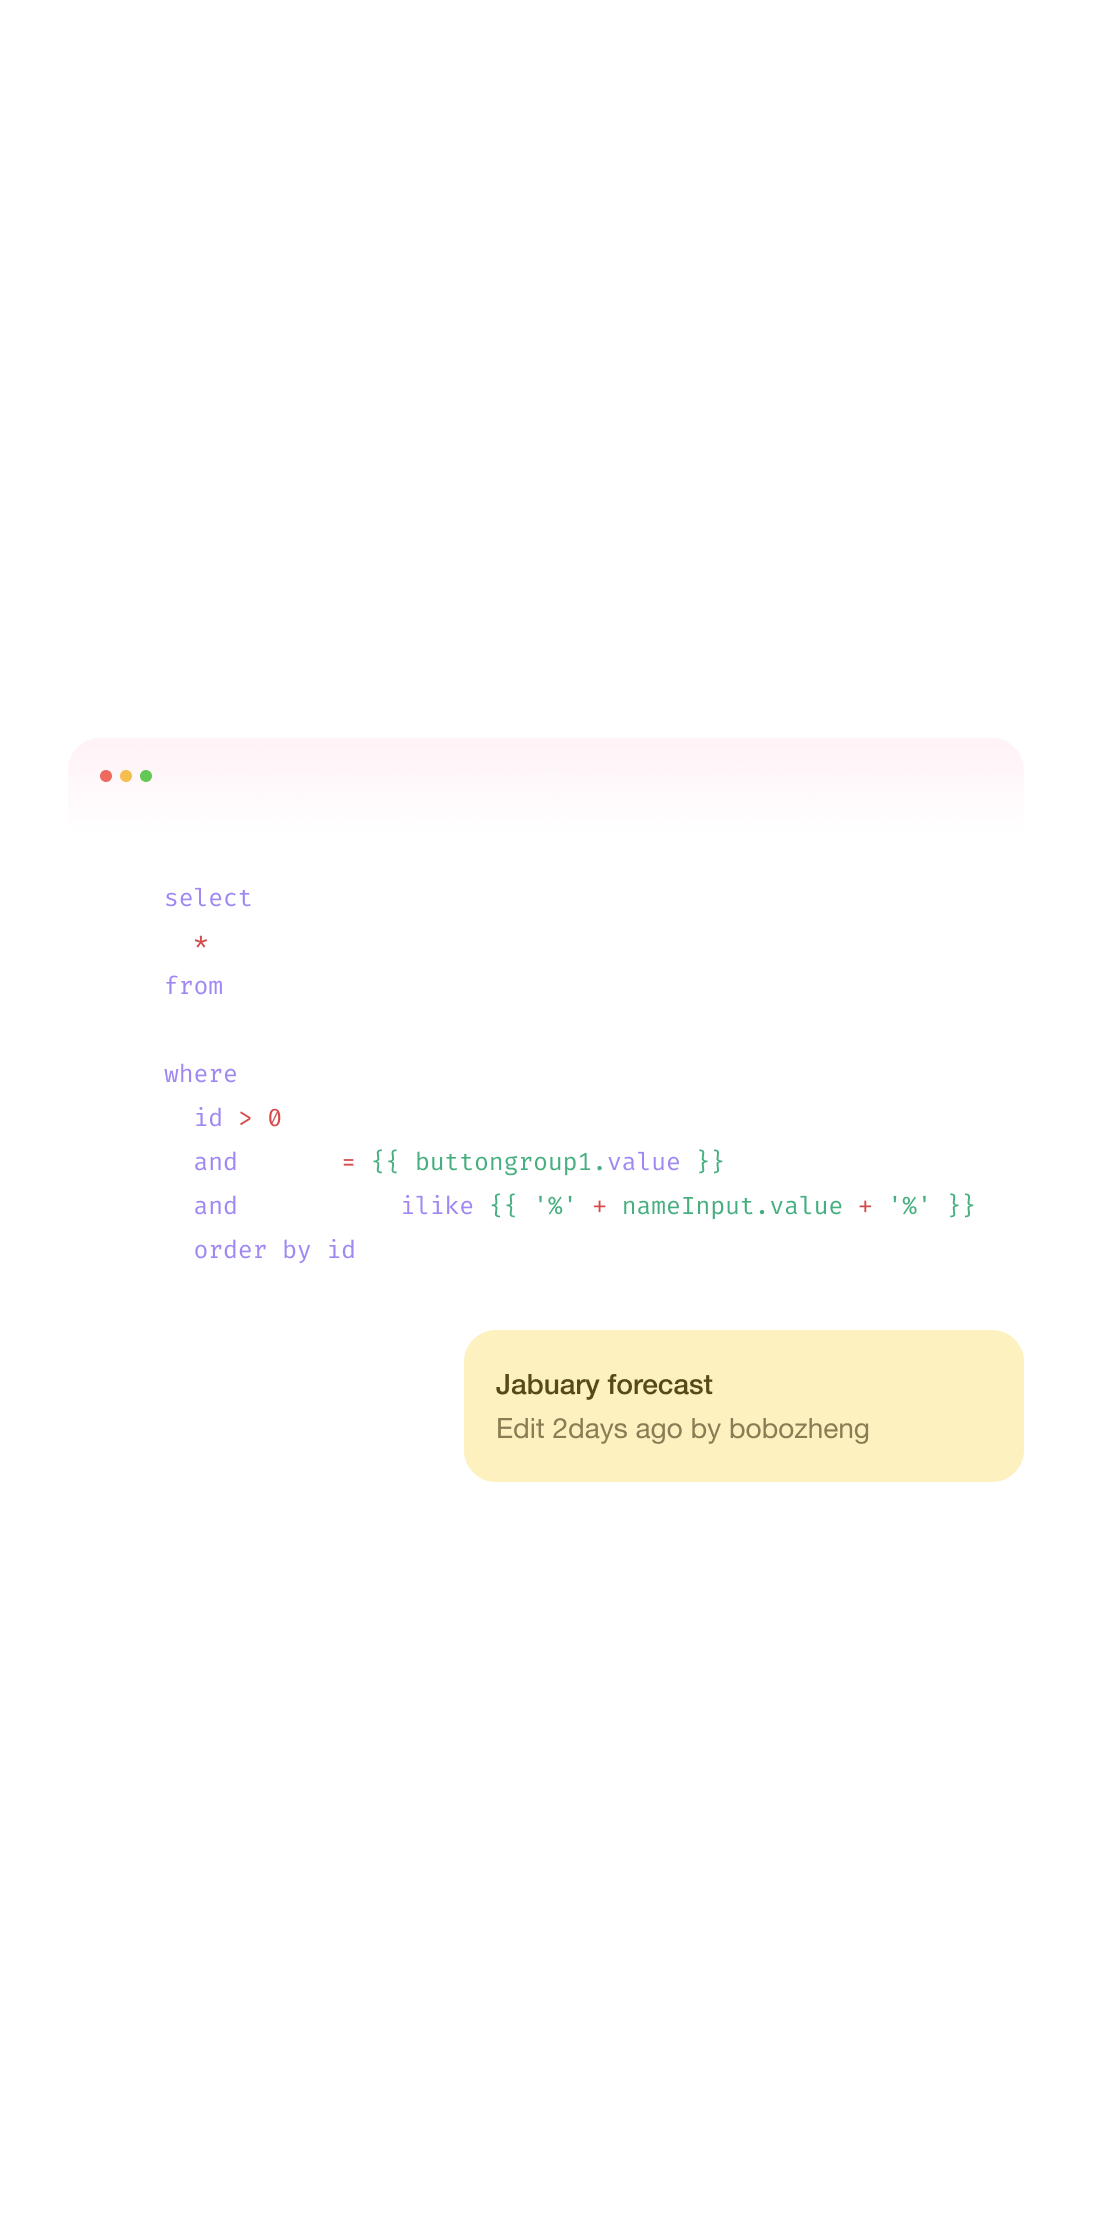 select
*
from
where
id > 0
and = {{ buttongroup1.value }}
and ilike {{ '%' + nameInput.value + '%' }}
order by id
Jabuary forecast
Edit 2days ago by bobozheng